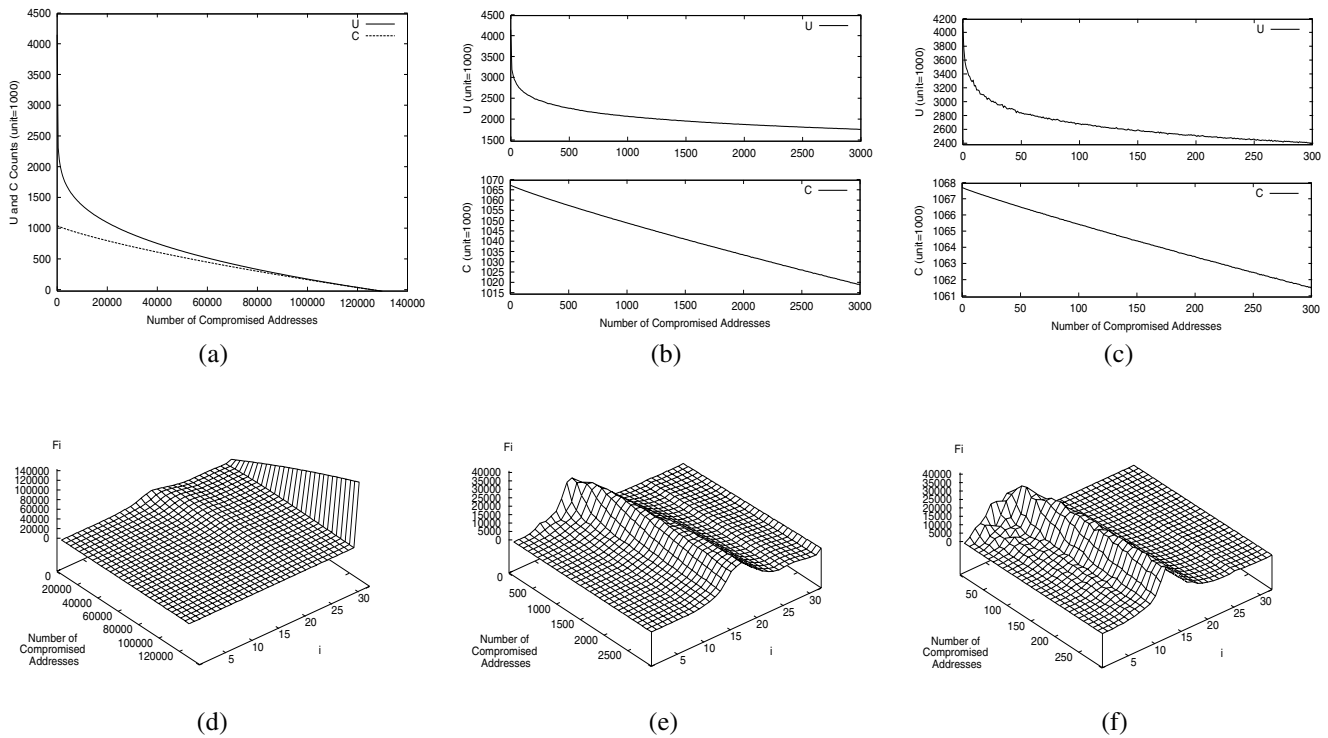 4500
4000
3500
3000
2500
2000
1500
1000
500
0
U and C Counts (unit=1000)
U
C
0 20000 40000 60000 80000 100000 120000 140000
Number of Compromised Addresses
(a)
4500
4000
3500
3000
2500
2000
1500
U (unit=1000)
U
0 500 1000 1500 2000 2500 3000
1070
1065
1060
1055
1050
1045
1040
1035
1030
1025
1020
1015
C (unit=1000)
C
0 500 1000 1500 2000 2500 3000
Number of Compromised Addresses
(b)
4200
4000
3800
3600
3400
3200
3000
2800
2600
2400
U (unit=1000)
U
0 50 100 150 200 250 300
1068
1067
1066
1065
1064
1063
1062
1061
C (unit=1000)
C
0 50 100 150 200 250 300
Number of Compromised Addresses
(c)
Fi
140000
120000
100000
80000
60000
40000
20000
0
0
20000
40000
60000
80000
100000
120000
Number of
Compromised
Addresses
5 10 15 20 25 30
i
(d)
Fi
40000
35000
30000
25000
20000
15000
10000
5000
0
0
500
1000
1500
2000
2500
Number of
Compromised
Addresses
5 10 15 20 25 30
i
(e)
Fi
40000
35000
30000
25000
20000
15000
10000
5000
0
50
100
150
200
250
Number of
Compromised
Addresses
5 10 15 20 25 30
i
(f)